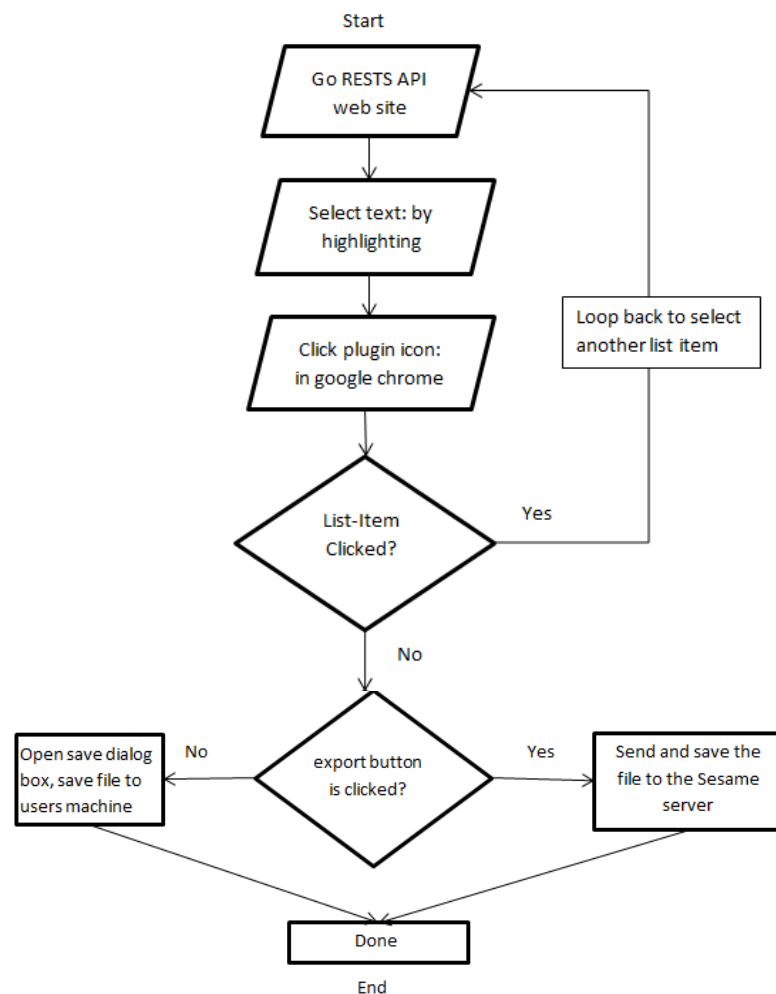 Start
Go RESTS API
web site
Select text: by
highlighting
Loop back to select
another list item
Click plugin icon:
in google chrome
List-Item
Clicked?
Yes
No
Open save dialog
box, save file to
users machine
No
export button
is clicked?
Yes
Send and save the
file to the Sesame
server
Done
End